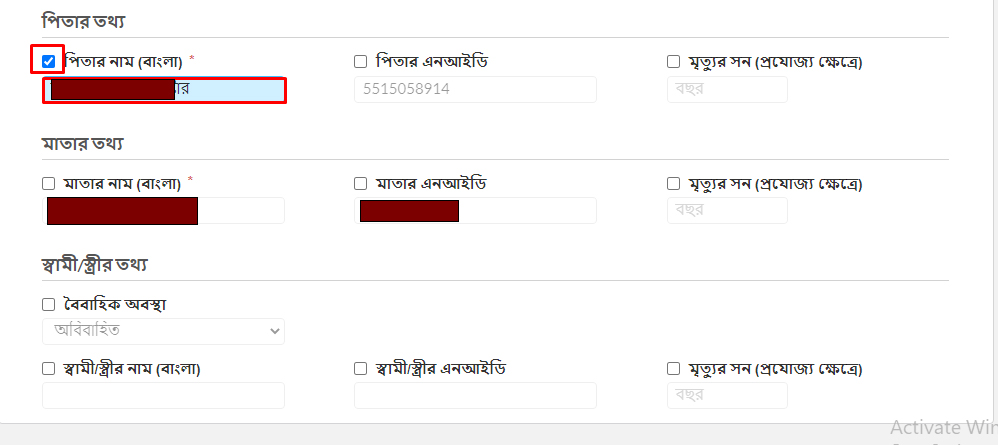 পিতার তথ্য
পিতার নাম (বাংলা) * পিতার এনআইডি মৃত্যুর সন (প্রযোজ্য ক্ষেত্রে)
5515058914 বছর
মাতার তথ্য
মাতার নাম (বাংলা) * মাতার এনআইডি মৃত্যুর সন (প্রযোজ্য ক্ষেত্রে)
বছর
স্বামী/স্ত্রীর তথ্য
বৈবাহিক অবস্থা
অবিবাহিত
স্বামী/স্ত্রীর নাম (বাংলা) স্বামী/স্ত্রীর এনআইডি মৃত্যুর সন (প্রযোজ্য ক্ষেত্রে)
বছর
Activate Win